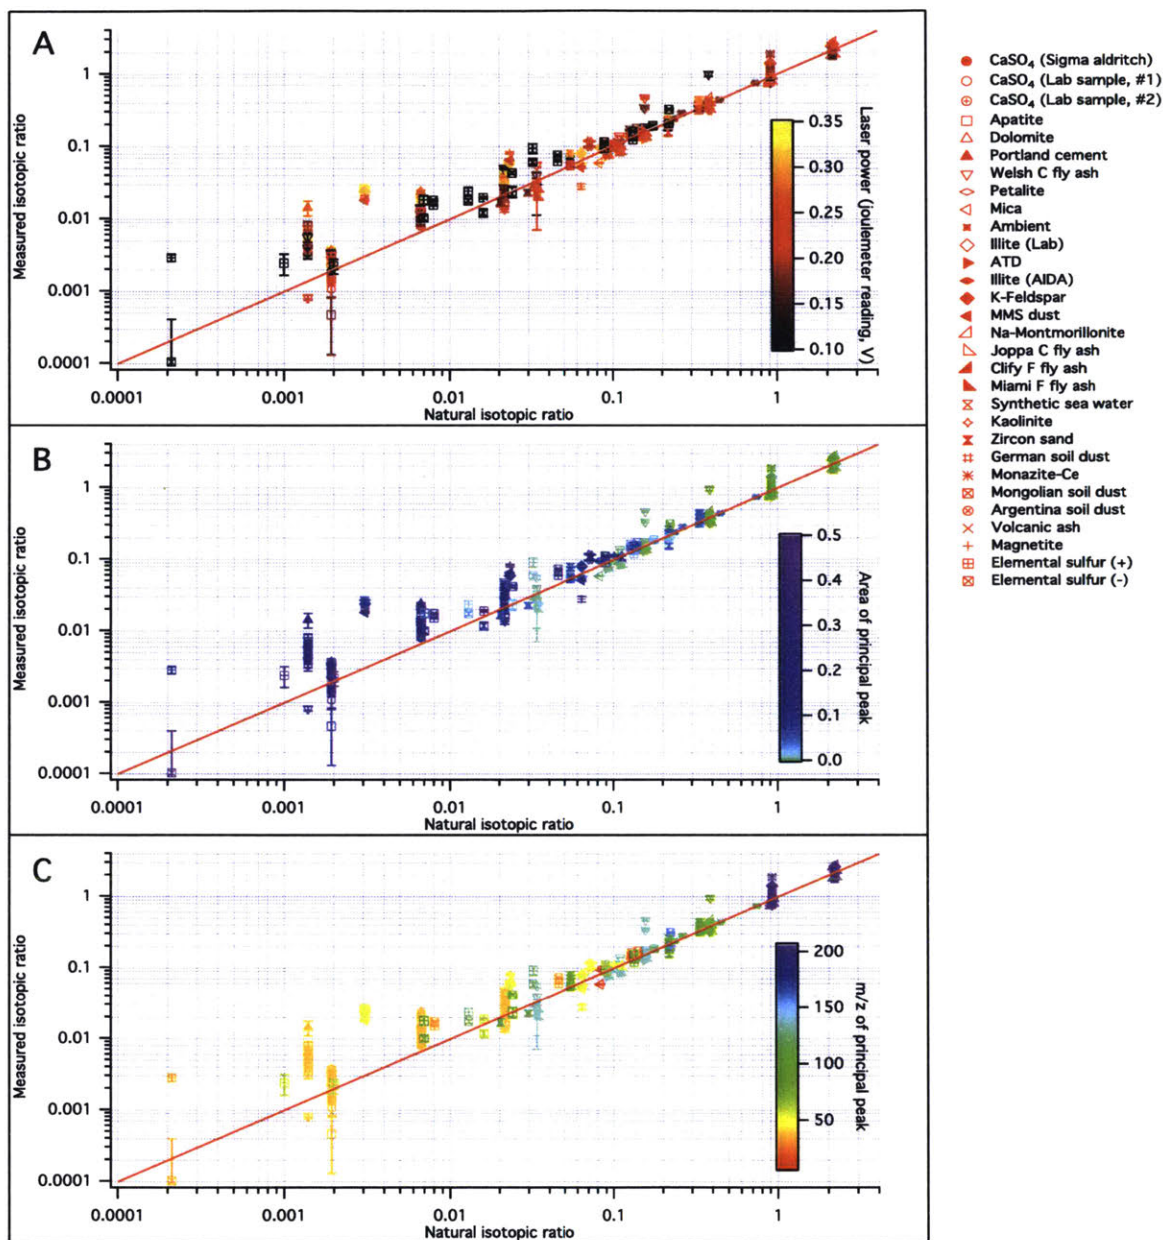 A
Measured isotopic ratio
1
0.1
0.01
0.001
0.0001
0.0001
0.001
0.01
0.1
1
Natural isotopic ratio
0.35
0.30
0.25
0.20
0.15
0.10
Laser power (joulemeter reading, V)
B
Measured isotopic ratio
1
0.1
0.01
0.001
0.0001
0.0001
0.001
0.01
0.1
1
Natural isotopic ratio
0.5
0.4
0.3
0.2
0.1
0.0
Area of principal peak
C
Measured isotopic ratio
1
0.1
0.01
0.001
0.0001
0.0001
0.001
0.01
0.1
1
Natural isotopic ratio
200
150
100
50
m/z of principal peak
CaSO4 (Sigma aldritch)
CaSO4 (Lab sample, #1)
CaSO4 (Lab sample, #2)
Apatite
Dolomite
Portland cement
Welsh C fly ash
Petalite
Mica
Ambient
Illite (Lab)
ATD
Illite (AIDA)
K-Feldspar
MMS dust
Na-Montmorillonite
Joppa C fly ash
Clify F fly ash
Miami F fly ash
Synthetic sea water
Kaolinite
Zircon sand
German soil dust
Monazite-Ce
Mongolian soil dust
Argentina soil dust
Volcanic ash
Magnetite
Elemental sulfur (+)
Elemental sulfur (-)